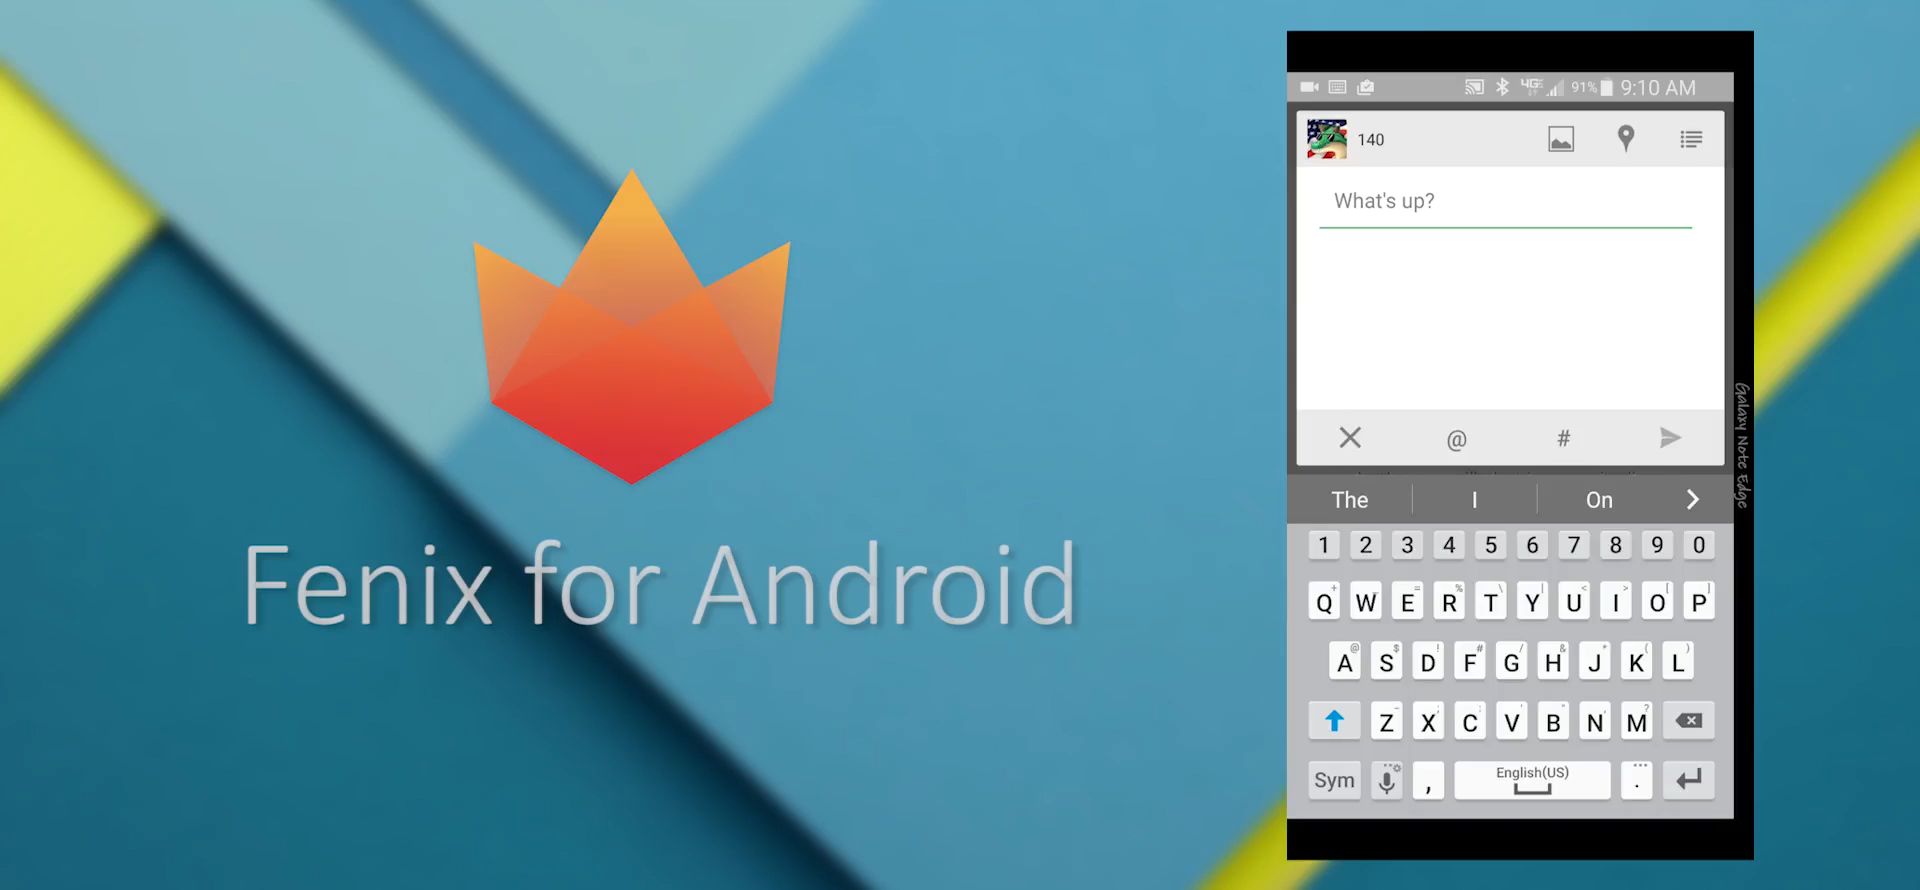 Fenix for Android
4G
91%
9:10 AM
140
What's up?
@
#
Galaxy Note Edge
The
I
On
1 2 3 4 5 6 7 8 9 0
Q W E R T Y U I O P
A S D F G H J K L
Z X C V B N M
Sym
,
English(US)
.